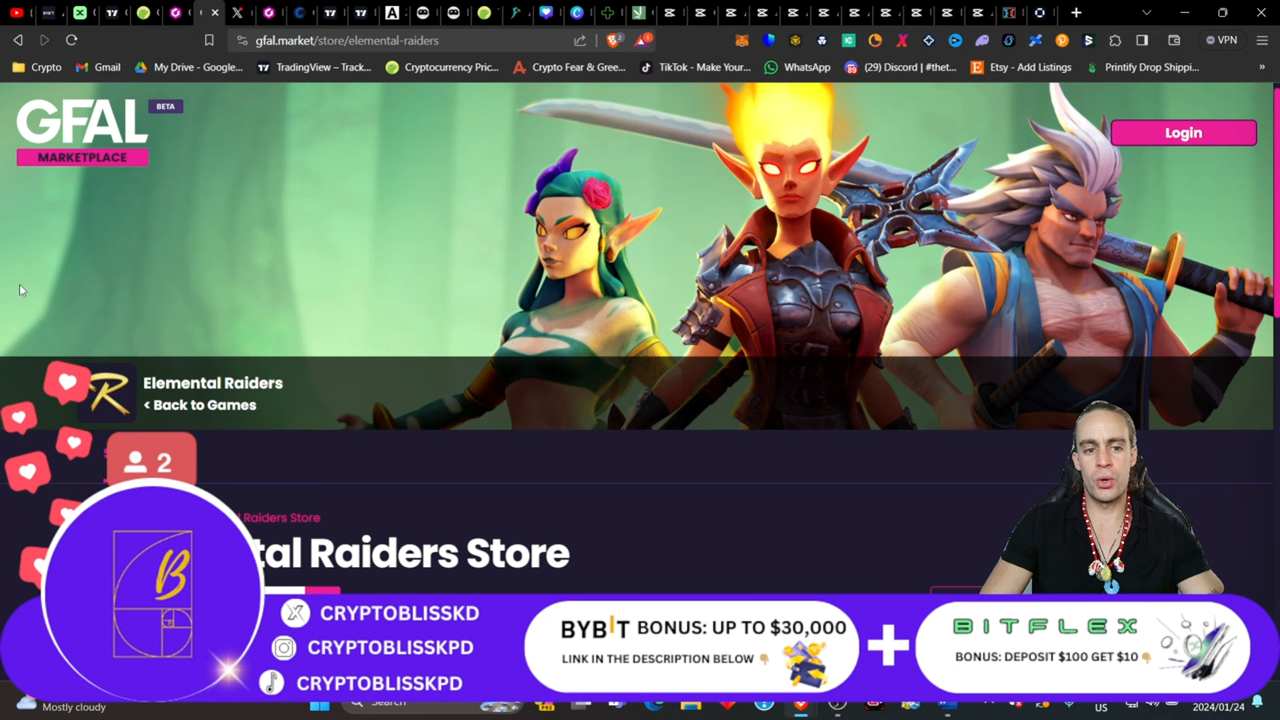 gfal.market/store/elemental-raiders
2
1
VPN
Crypto
Gmail
My Drive - Google...
TradingView – Track...
Cryptocurrency Pric...
Crypto Fear & Gree...
TikTok - Make Your...
WhatsApp
(29) Discord | #thet...
Etsy - Add Listings
Printify Drop Shippi...
»
GFAL
BETA
MARKETPLACE
Login
R
Elemental Raiders
< Back to Games
2
Raiders Store
tal Raiders Store
B
CRYPTOBLISSKD
CRYPTOBLISSKPD
CRYPTOBLISSKPD
BYBIT BONUS: UP TO $30,000
LINK IN THE DESCRIPTION BELOW
+
BITFLEX
BONUS: DEPOSIT $100 GET $10
Mostly cloudy
Search
US
2024/01/24